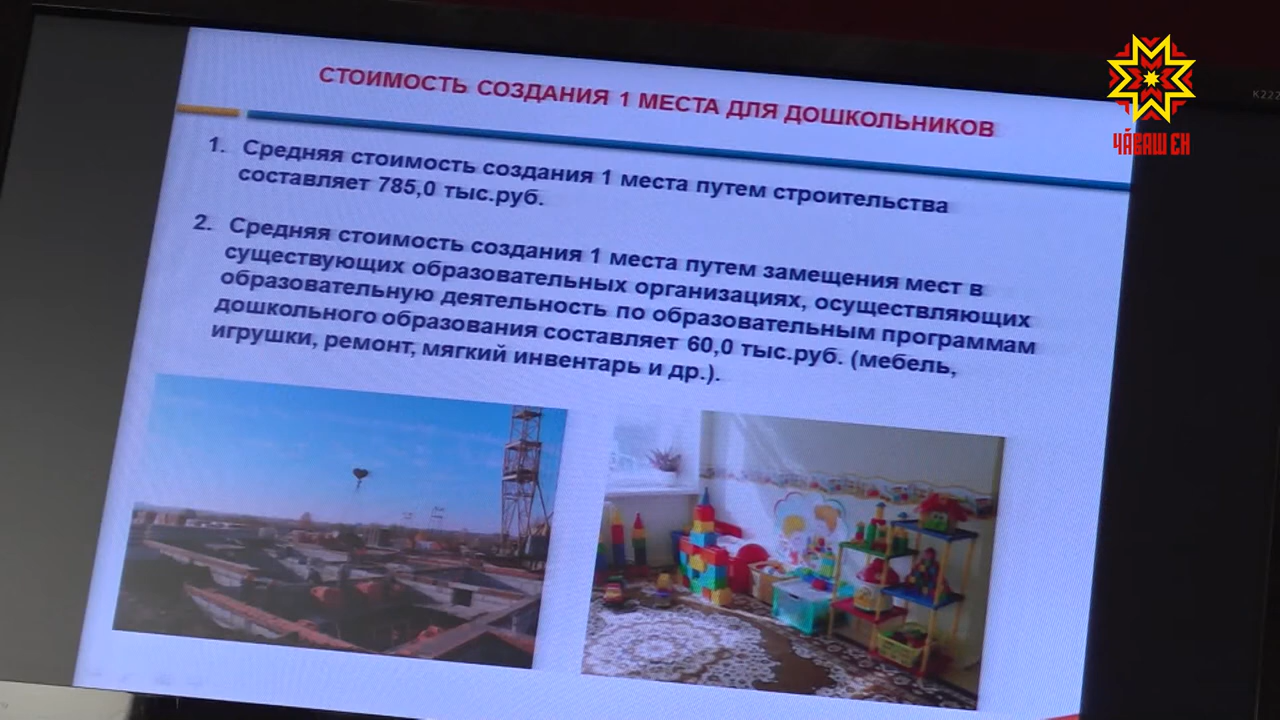 СТОИМОСТЬ СОЗДАНИЯ 1 МЕСТА ДЛЯ ДОШКОЛЬНИКОВ
ЧӐВАШ ЕН
1. Средняя стоимость создания 1 места путем строительства
составляет 785,0 тыс.руб.
2. Средняя стоимость создания 1 места путем замещения мест в
существующих образовательных организациях, осуществляющих
образовательную деятельность по образовательным программам
дошкольного образования составляет 60,0 тыс.руб. (мебель,
игрушки, ремонт, мягкий инвентарь и др.).